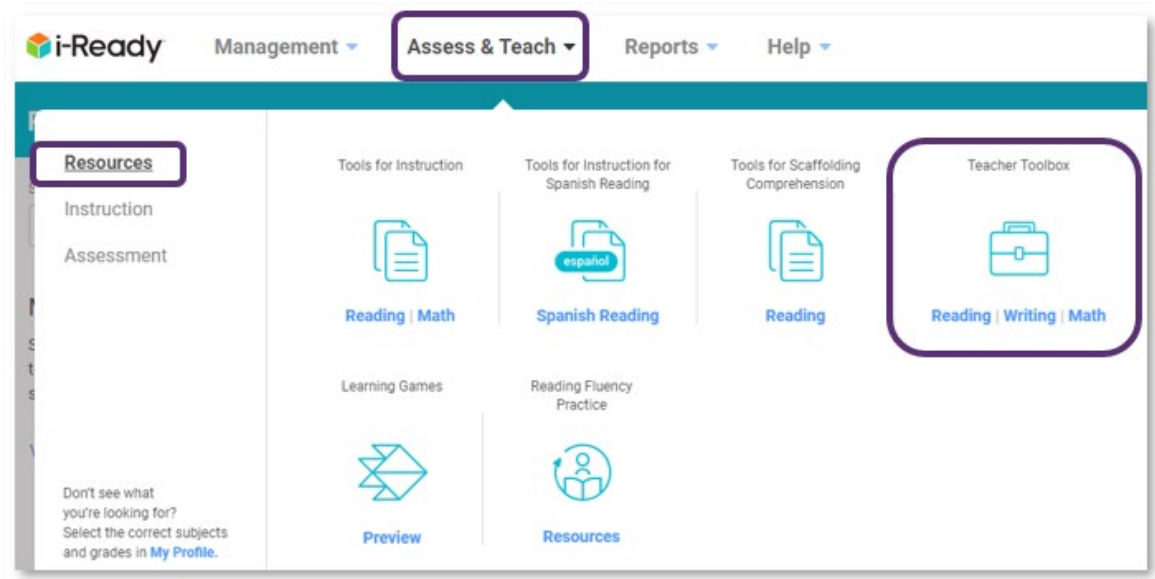 i-Ready
Management
Assess & Teach
Reports
Help
Resources
Instruction
Assessment
Don't see what
you're looking for?
Select the correct subjects
and grades in My Profile.
Tools for Instruction
Reading | Math
Tools for Instruction for
Spanish Reading
español
Spanish Reading
Tools for Scaffolding
Comprehension
Reading
Teacher Toolbox
Reading | Writing | Math
Learning Games
Preview
Reading Fluency
Practice
Resources